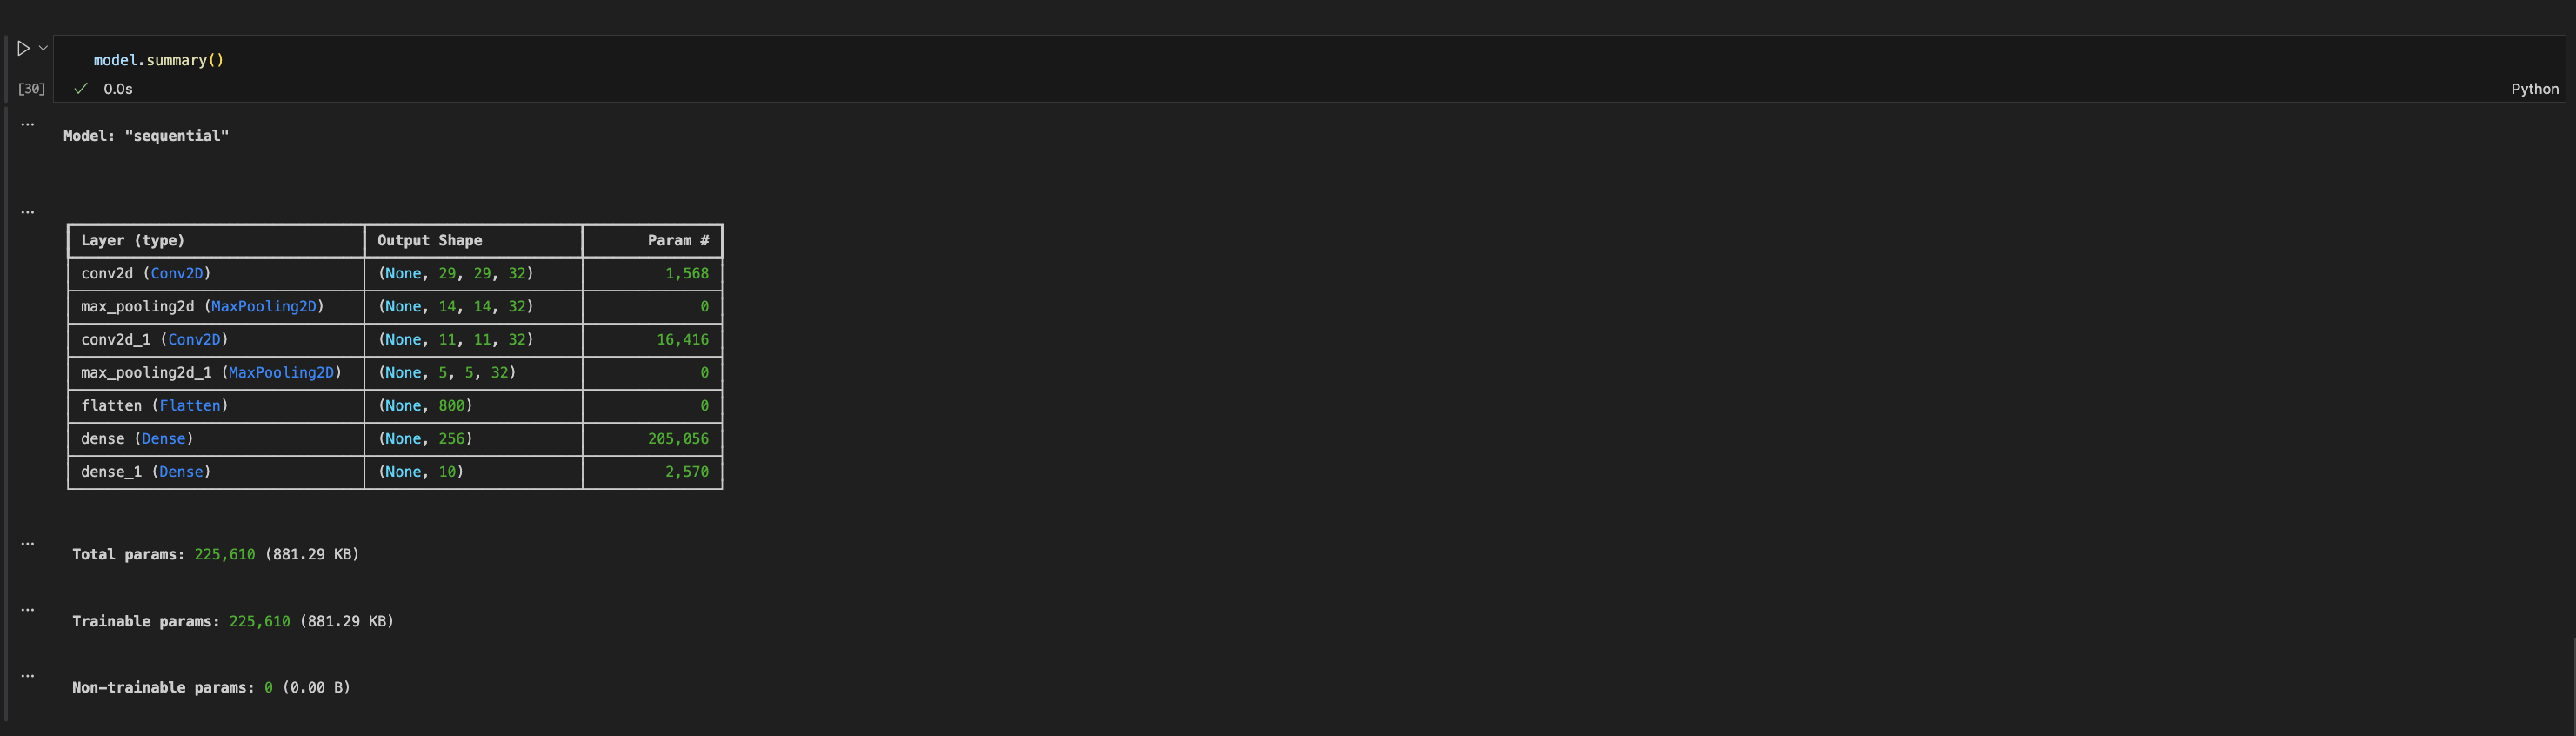 model.summary()
[30] 0.0s Python
Model: "sequential"
Layer (type) Output Shape Param #
conv2d (Conv2D) (None, 29, 29, 32) 1,568
max_pooling2d (MaxPooling2D) (None, 14, 14, 32) 0
conv2d_1 (Conv2D) (None, 11, 11, 32) 16,416
max_pooling2d_1 (MaxPooling2D) (None, 5, 5, 32) 0
flatten (Flatten) (None, 800) 0
dense (Dense) (None, 256) 205,056
dense_1 (Dense) (None, 10) 2,570
Total params: 225,610 (881.29 KB)
Trainable params: 225,610 (881.29 KB)
Non-trainable params: 0 (0.00 B)